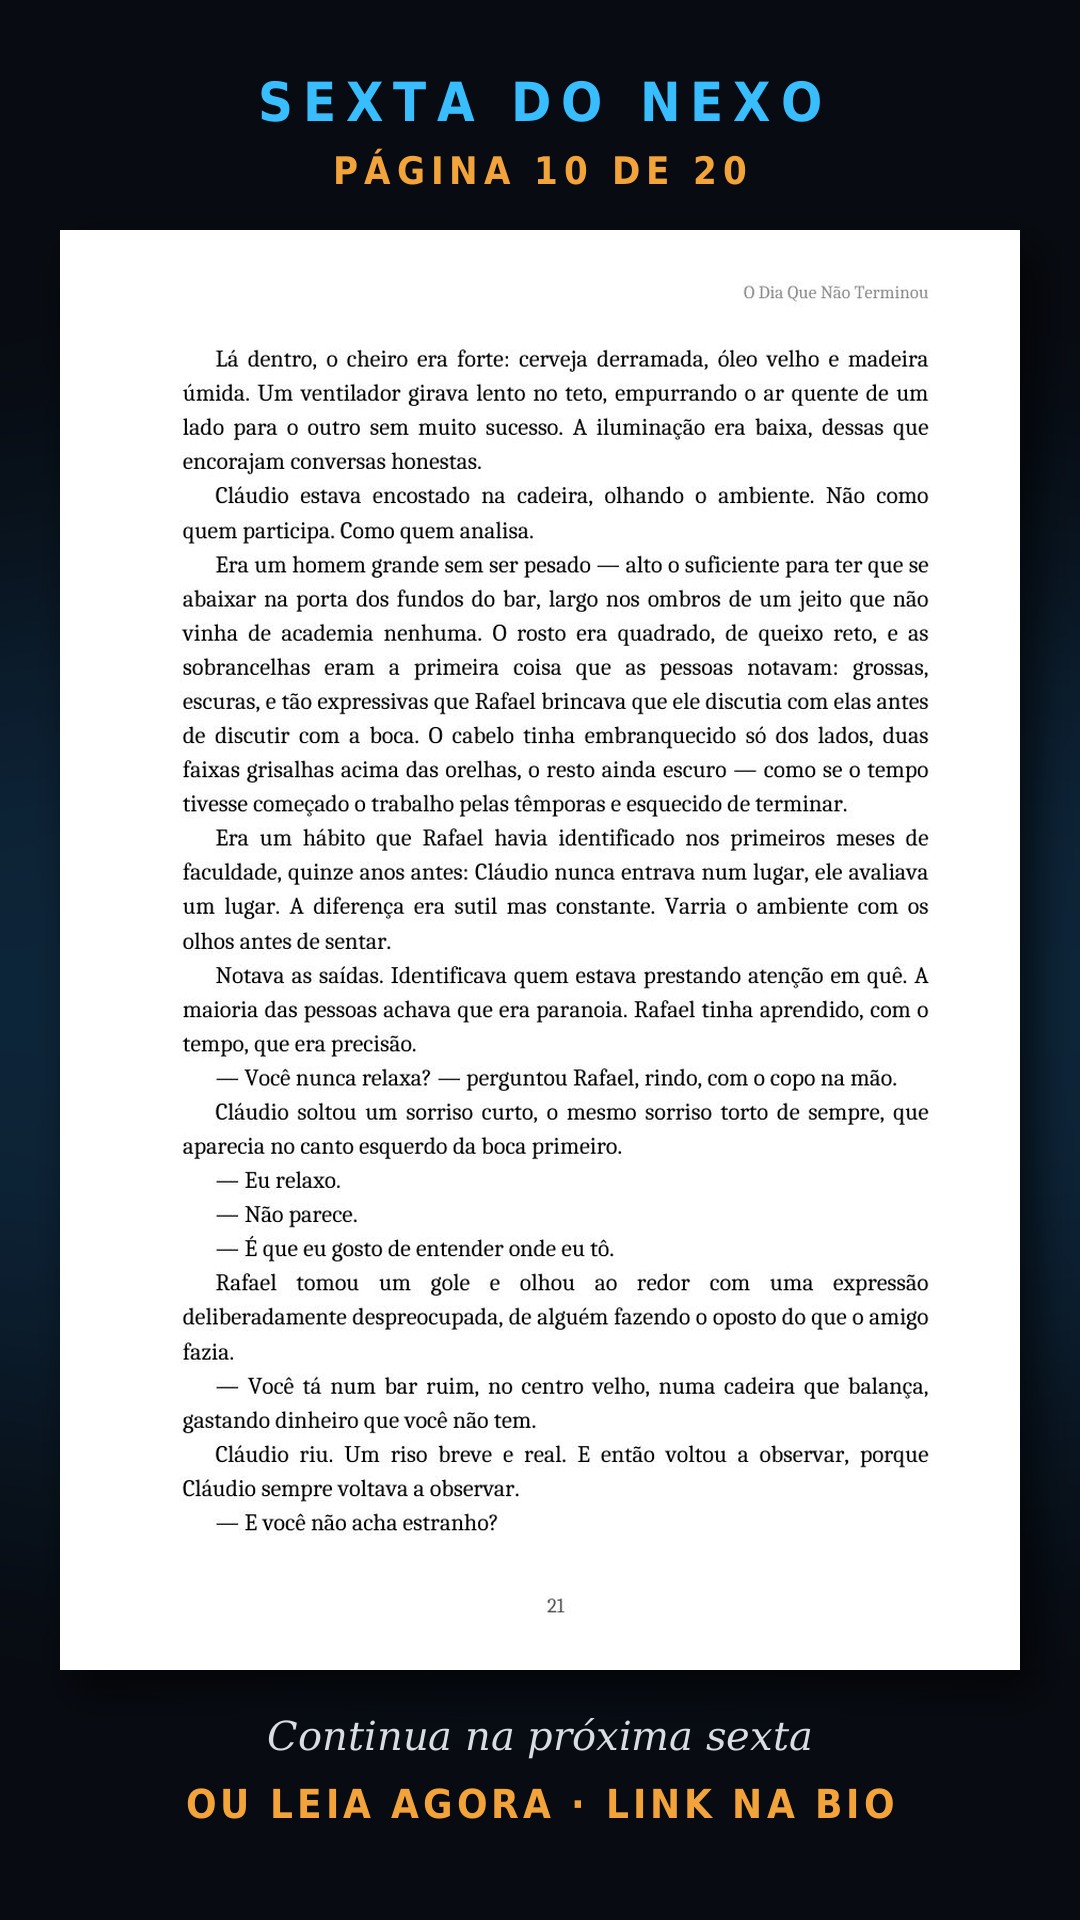 SEXTA DO NEXO
PÁGINA 10 DE 20
O Dia Que Não Terminou
Lá dentro, o cheiro era forte: cerveja derramada, óleo velho e madeira
úmida. Um ventilador girava lento no teto, empurrando o ar quente de um
lado para o outro sem muito sucesso. A iluminação era baixa, dessas que
encorajam conversas honestas.
Cláudio estava encostado na cadeira, olhando o ambiente. Não como
quem participa. Como quem analisa.
Era um homem grande sem ser pesado — alto o suficiente para ter que se
abaixar na porta dos fundos do bar, largo nos ombros de um jeito que não
vinha de academia nenhuma. O rosto era quadrado, de queixo reto, e as
sobrancelhas eram a primeira coisa que as pessoas notavam: grossas,
escuras, e tão expressivas que Rafael brincava que ele discutia com elas antes
de discutir com a boca. O cabelo tinha embranquecido só dos lados, duas
faixas grisalhas acima das orelhas, o resto ainda escuro — como se o tempo
tivesse começado o trabalho pelas têmporas e esquecido de terminar.
Era um hábito que Rafael havia identificado nos primeiros meses de
faculdade, quinze anos antes: Cláudio nunca entrava num lugar, ele avaliava
um lugar. A diferença era sutil mas constante. Varria o ambiente com os
olhos antes de sentar.
Notava as saídas. Identificava quem estava prestando atenção em quê. A
maioria das pessoas achava que era paranoia. Rafael tinha aprendido, com o
tempo, que era precisão.
— Você nunca relaxa? — perguntou Rafael, rindo, com o copo na mão.
Cláudio soltou um sorriso curto, o mesmo sorriso torto de sempre, que
aparecia no canto esquerdo da boca primeiro.
— Eu relaxo.
— Não parece.
— É que eu gosto de entender onde eu tô.
Rafael tomou um gole e olhou ao redor com uma expressão
deliberadamente despreocupada, de alguém fazendo o oposto do que o amigo
fazia.
— Você tá num bar ruim, no centro velho, numa cadeira que balança,
gastando dinheiro que você não tem.
Cláudio riu. Um riso breve e real. E então voltou a observar, porque
Cláudio sempre voltava a observar.
— E você não acha estranho?
21
Continua na próxima sexta
OU LEIA AGORA · LINK NA BIO